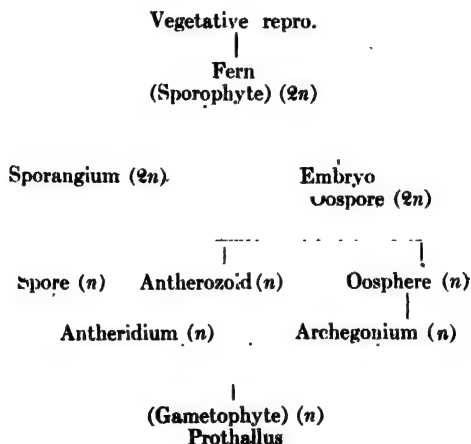 Vegetative repro.
Fern
(Sporophyte) (2n)
Sporangium (2n)
Embryo
Oospore (2n)
Spore (n) Antherozoid (n) Oosphere (n)
Antheridium (n) Archegonium (n)
(Gametophyte) (n)
Prothallus